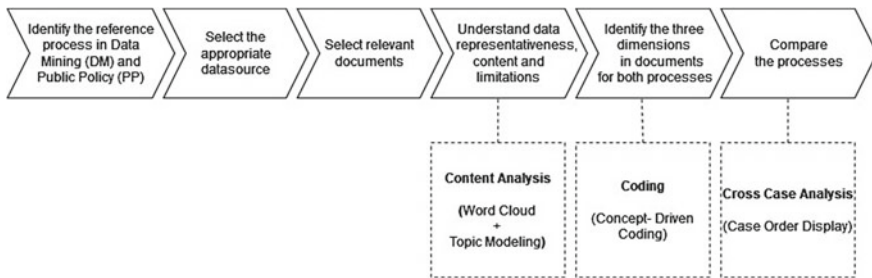 Identify the reference
process in Data
Mining (DM) and
Public Policy (PP)
Select the
appropriate
datasource
Select relevant
documents
Understand data
representativeness,
content and
limitations
Identify the three
dimensions
in documents
for both processes
Compare
the processes
Content Analysis
(Word Cloud
+
Topic Modeling)
Coding
(Concept- Driven
Coding)
Cross Case Analysis
(Case Order Display)